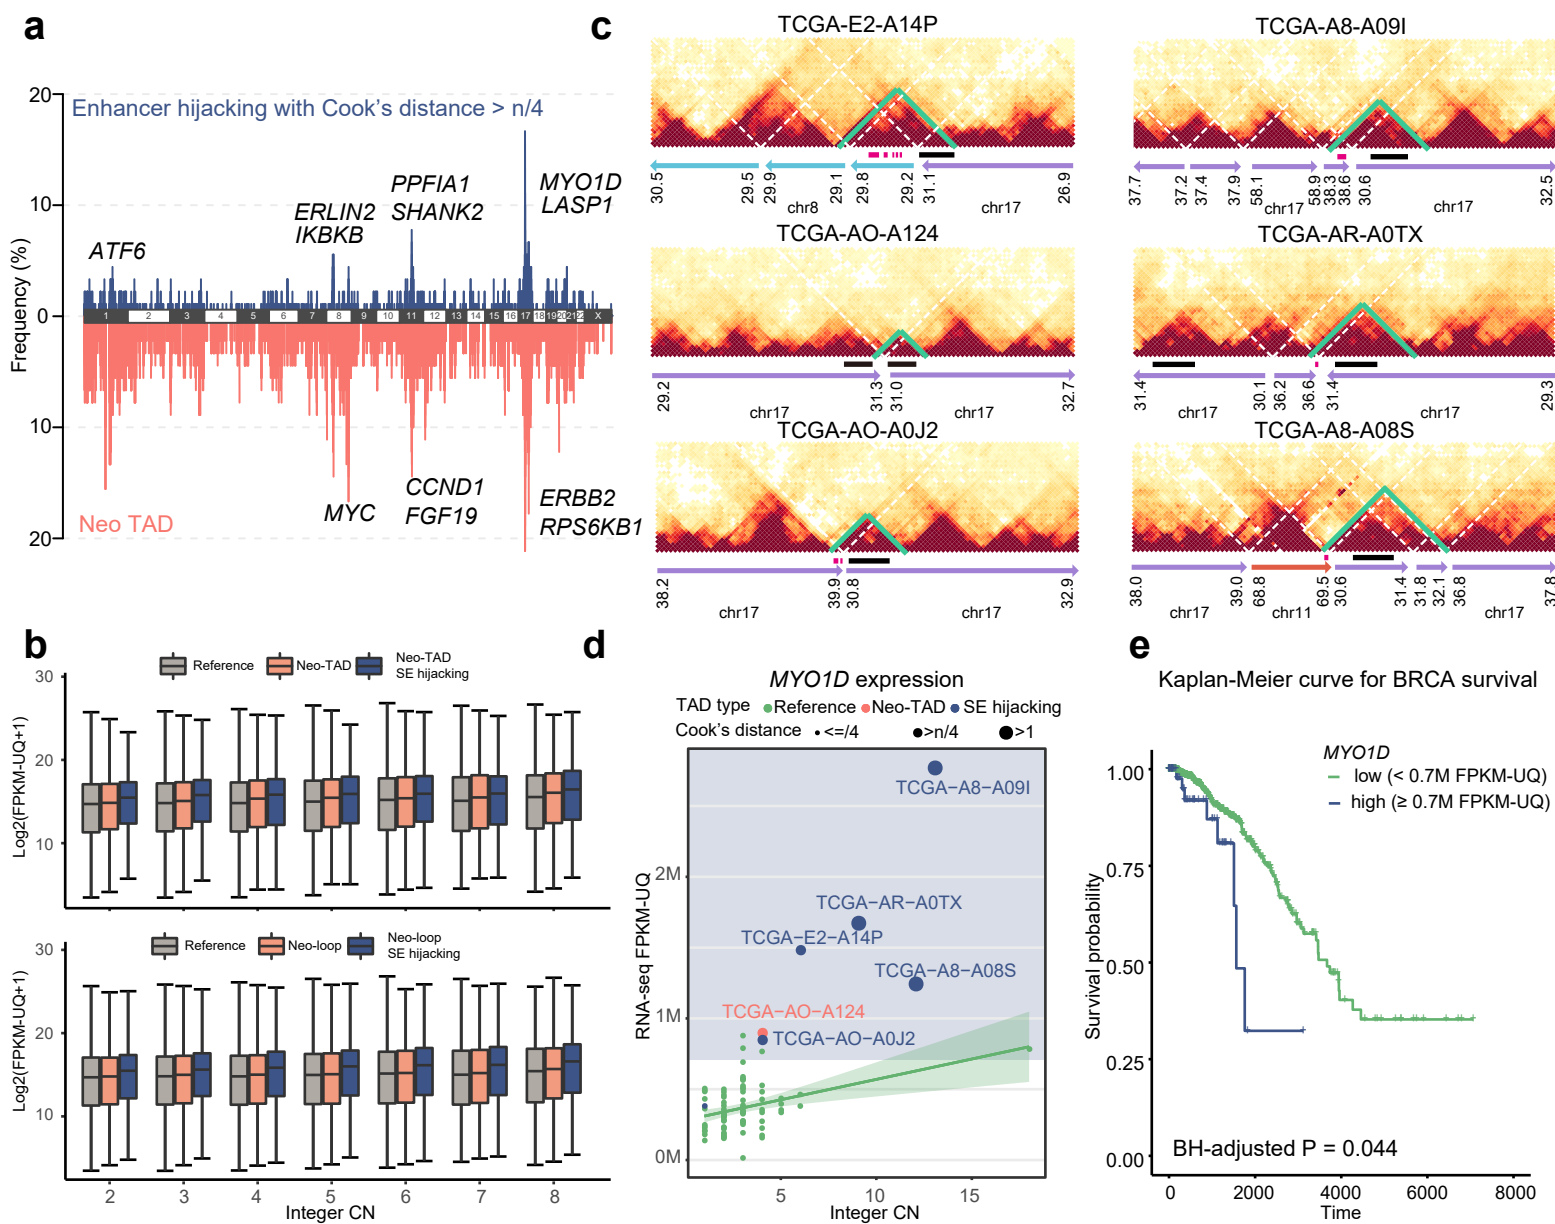 a
20
Enhancer hijacking with Cook's distance > n/4
10
0
10
20
Frequency (%)
ATF6
ERLIN2
IKBKB
PPFIA1
SHANK2
MYO1D
LASP1
1 2 3 4 5 6 7 8 9 10 11 12 13 14 15 16 17 18 19 20 21 22 X
Neo TAD
MYC
CCND1
FGF19
ERBB2
RPS6KB1
b
Reference
Neo-TAD
Neo-TAD
SE hijacking
30
20
10
Log2(FPKM-UQ+1)
Reference
Neo-loop
Neo-loop
SE hijacking
30
20
10
Log2(FPKM-UQ+1)
2 3 4 5 6 7 8
Integer CN
c
TCGA-E2-A14P
30.5 29.5 29.9 29.1 29.8 29.2 31.1 26.9
chr8 chr17
TCGA-A8-A09I
37.7 37.2 37.4 37.9 58.1 58.9 38.3 38.6 30.6 32.5
chr17 chr17
TCGA-AO-A124
29.2 31.3 31.0 32.7
chr17 chr17
TCGA-AR-A0TX
31.4 30.1 36.2 36.6 31.4 29.3
chr17 chr17
TCGA-AO-A0J2
38.2 39.9 30.8 32.9
chr17 chr17
TCGA-A8-A08S
38.0 39.0 68.8 69.5 30.6 31.4 31.8 32.1 36.8 37.8
chr17 chr11 chr17 chr17
d
MYO1D expression
TAD type Reference Neo-TAD SE hijacking
Cook's distance <=/4 >n/4 >1
TCGA−A8−A09I
TCGA−AR−A0TX
TCGA−E2−A14P
TCGA−A8−A08S
TCGA−AO−A124
TCGA−AO−A0J2
2M
1M
0M
RNA-seq FPKM-UQ
5 10 15
Integer CN
e
Kaplan-Meier curve for BRCA survival
MYO1D
low (< 0.7M FPKM-UQ)
high (≥ 0.7M FPKM-UQ)
1.00
0.75
0.50
0.25
0.00
Survival probability
BH-adjusted P = 0.044
0 2000 4000 6000 8000
Time